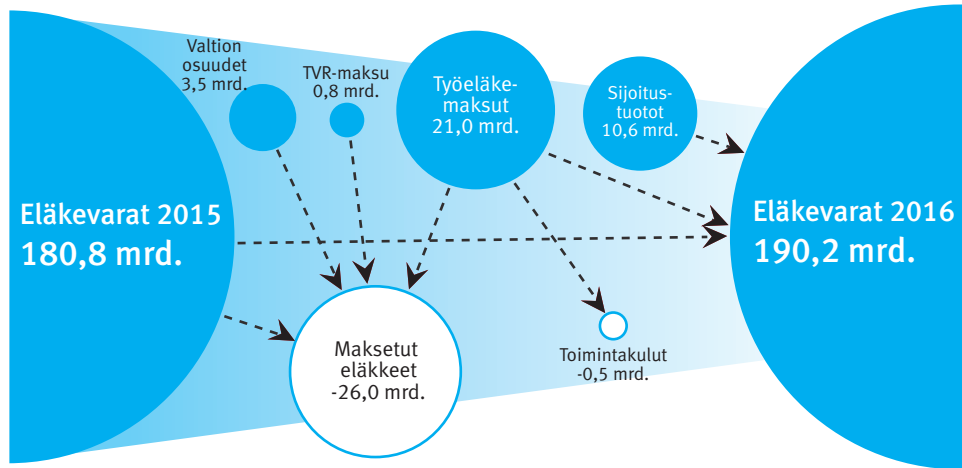 Valtion
osuudet
3,5 mrd.
TVR-maksu
0,8 mrd.
Työeläke-
maksut
21,0 mrd.
Sijoitus-
tuotot
10,6 mrd.
Eläkevarat 2015
180,8 mrd.
Eläkevarat 2016
190,2 mrd.
Maksetut
eläkkeet
-26,0 mrd.
Toimintakulut
-0,5 mrd.